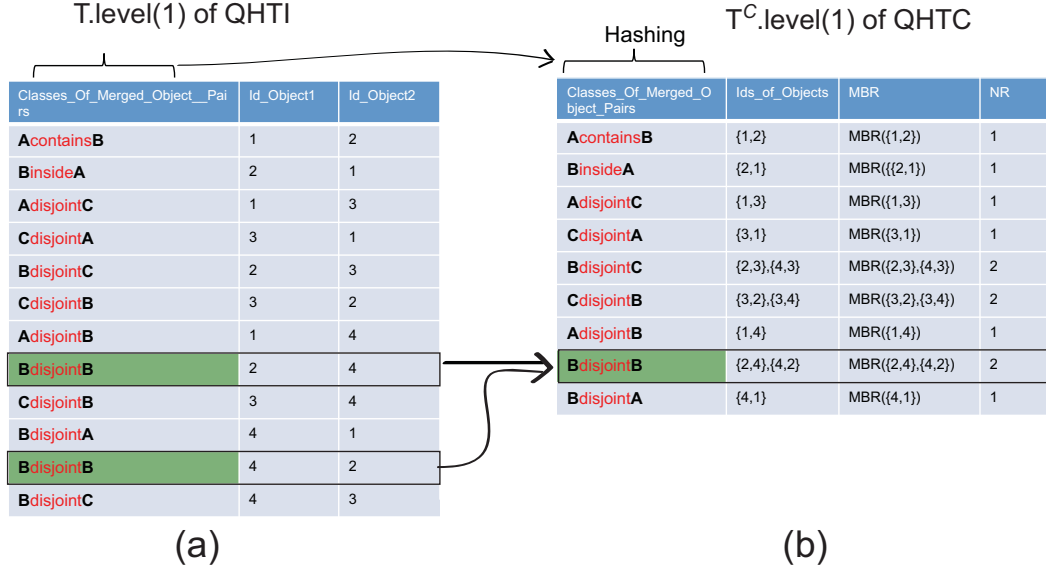 T.level(1) of QHTI
T^C.level(1) of QHTC
Hashing
Classes_Of_Merged_Object__Pai
rs
Id_Object1
Id_Object2
AcontainsB 1 2
BinsideA 2 1
AdisjointC 1 3
CdisjointA 3 1
BdisjointC 2 3
CdisjointB 3 2
AdisjointB 1 4
BdisjointB 2 4
CdisjointB 3 4
BdisjointA 4 1
BdisjointB 4 2
BdisjointC 4 3
(a)
Classes_Of_Merged_O
bject_Pairs
Ids_of_Objects
MBR
NR
AcontainsB {1,2} MBR({1,2}) 1
BinsideA {2,1} MBR({{2,1}) 1
AdisjointC {1,3} MBR({1,3}) 1
CdisjointA {3,1} MBR({3,1}) 1
BdisjointC {2,3},{4,3} MBR({2,3},{4,3}) 2
CdisjointB {3,2},{3,4} MBR({3,2},{3,4}) 2
AdisjointB {1,4} MBR({1,4}) 1
BdisjointB {2,4},{4,2} MBR({2,4},{4,2}) 2
BdisjointA {4,1} MBR({4,1}) 1
(b)